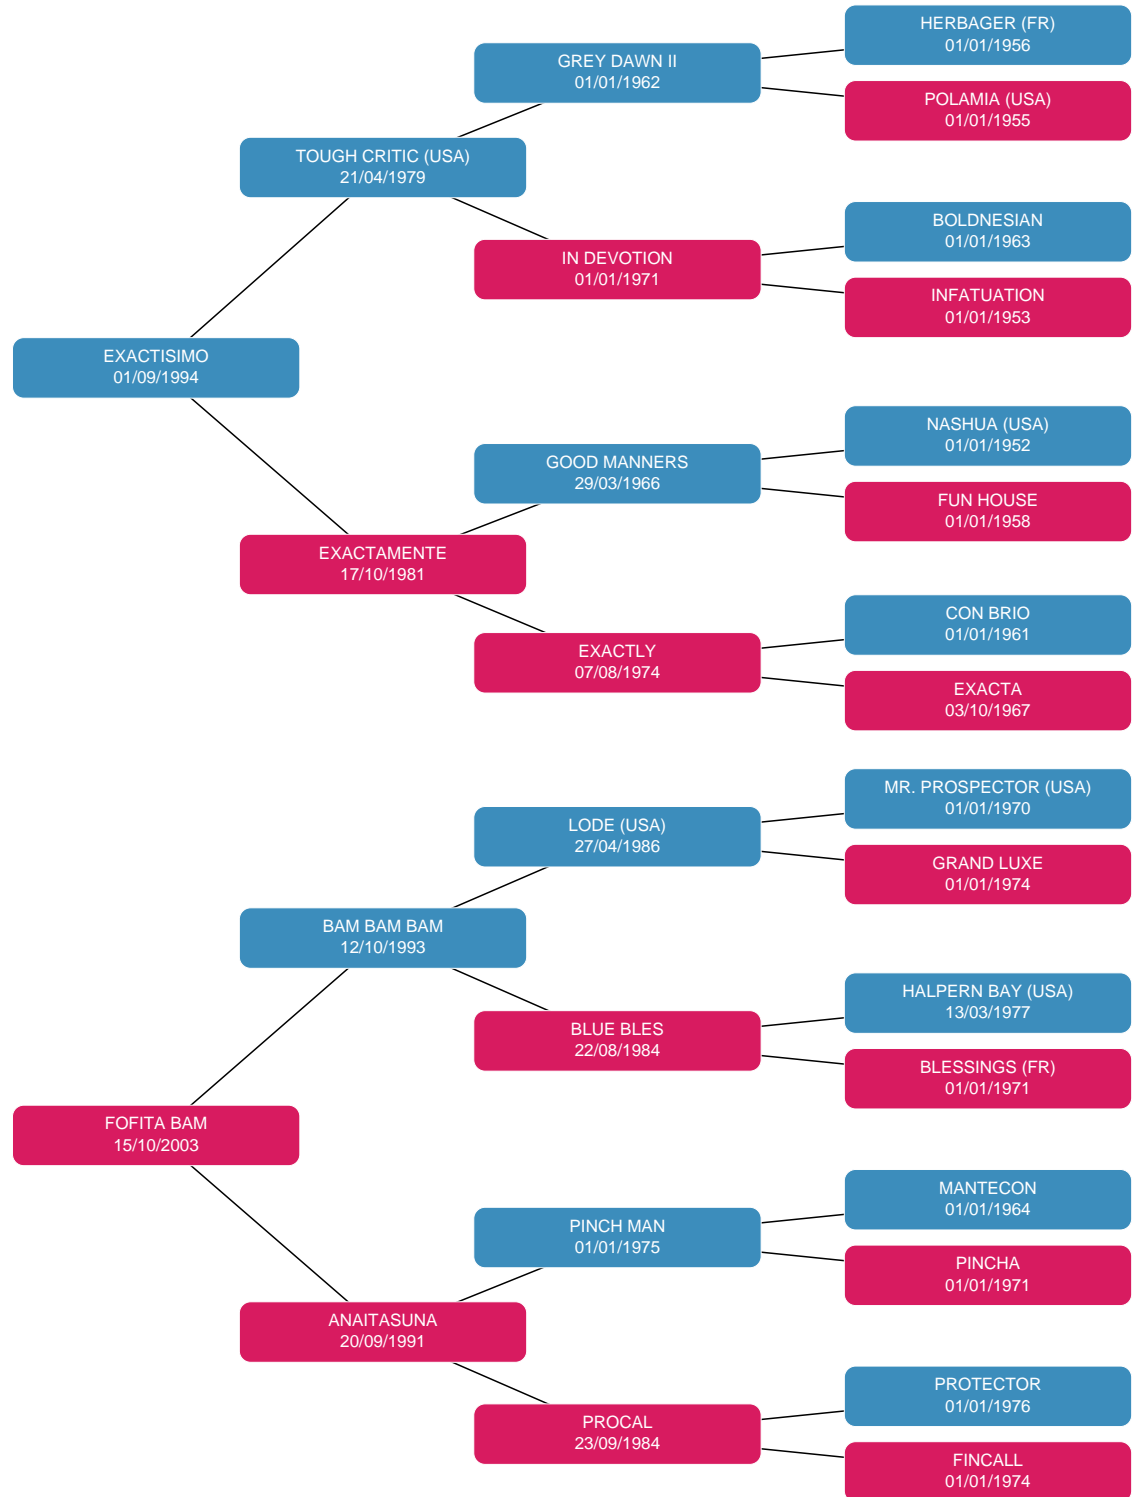 HERBAGER (FR)
01/01/1956
GREY DAWN II
01/01/1962
POLAMIA (USA)
01/01/1955
TOUGH CRITIC (USA)
21/04/1979
BOLDNESIAN
01/01/1963
IN DEVOTION
01/01/1971
INFATUATION
01/01/1953
EXACTISIMO
01/09/1994
NASHUA (USA)
01/01/1952
GOOD MANNERS
29/03/1966
FUN HOUSE
01/01/1958
EXACTAMENTE
17/10/1981
CON BRIO
01/01/1961
EXACTLY
07/08/1974
EXACTA
03/10/1967
MR. PROSPECTOR (USA)
01/01/1970
LODE (USA)
27/04/1986
GRAND LUXE
01/01/1974
BAM BAM BAM
12/10/1993
HALPERN BAY (USA)
13/03/1977
BLUE BLES
22/08/1984
BLESSINGS (FR)
01/01/1971
FOFITA BAM
15/10/2003
MANTECON
01/01/1964
PINCH MAN
01/01/1975
PINCHA
01/01/1971
ANAITASUNA
20/09/1991
PROTECTOR
01/01/1976
PROCAL
23/09/1984
FINCALL
01/01/1974